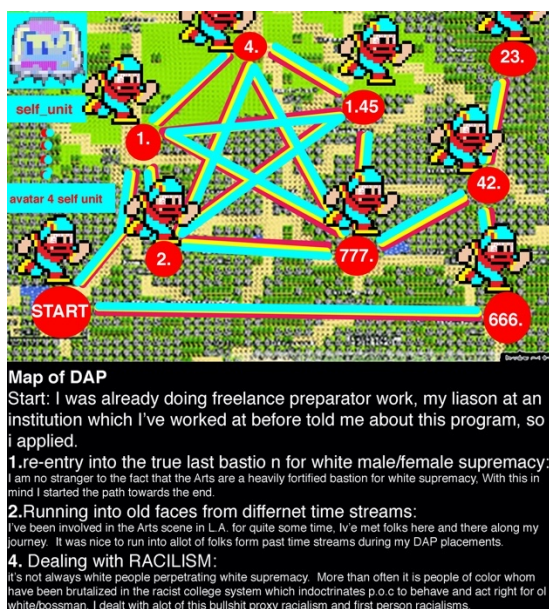 4.
23.
self_unit
1.45
1.
42.
avatar 4 self unit
2.
777.
START
666.
Map of DAP
Start: I was already doing freelance preparator work, my liason at an
institution which I've worked at before told me about this program, so
i applied.
1.re-entry into the true last bastio n for white male/female supremacy:
I am no stranger to the fact that the Arts are a heavily fortified bastion for white supremacy, With this in
mind I started the path towards the end.
2.Running into old faces from differnet time streams:
I've been involved in the Arts scene in L.A. for quite some time, Iv'e met folks here and there along my
journey. It was nice to run into allot of folks form past time streams during my DAP placements.
4. Dealing with RACILISM:
it's not always white people perpetrating white supremacy. More than often it is people of color whom
have been brutalized in the racist college system which indoctrinates p.o.c to behave and act right for ol
white/bossman. I dealt with alot of this bullshit proxy racialism and first person racialisms.